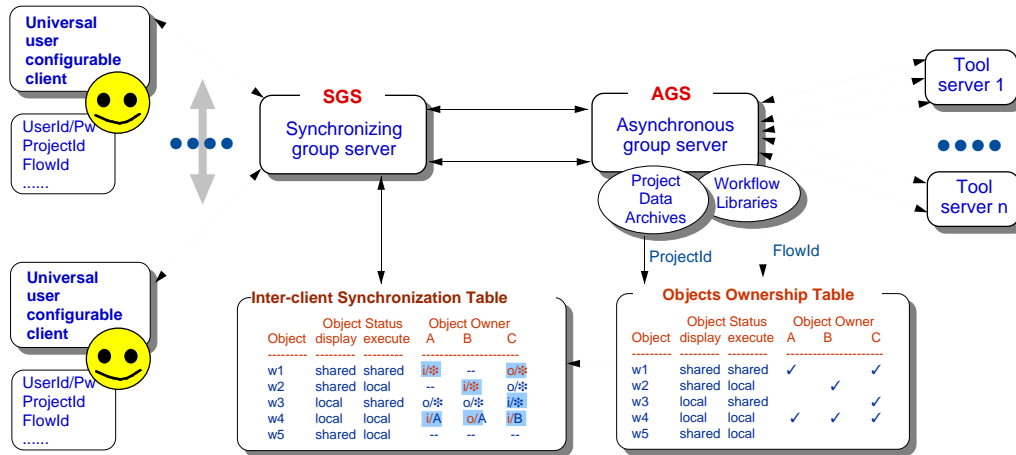 Universal
user
configurable
client
UserId/Pw
ProjectId
FlowId
......
SGS
Synchronizing
group server
AGS
Asynchronous
group server
Project
Data
Archives
Workflow
Libraries
Tool
server 1
Tool
server n
ProjectId
FlowId
Universal
user
configurable
client
UserId/Pw
ProjectId
FlowId
......
Inter-client Synchronization Table
Object Status Object Owner
Object display execute A B C
--------- --------- --------- ---------------------
w1 shared shared i/❇ -- o/❇
w2 shared local -- i/❇ o/❇
w3 local shared o/❇ o/❇ i/❇
w4 local local i/A o/A i/B
w5 shared local -- -- --
Objects Ownership Table
Object Status Object Owner
Object display execute A B C
--------- --------- --------- ---------------------
w1 shared shared ✓ ✓
w2 shared local ✓
w3 local shared ✓
w4 local local ✓ ✓ ✓
w5 shared local